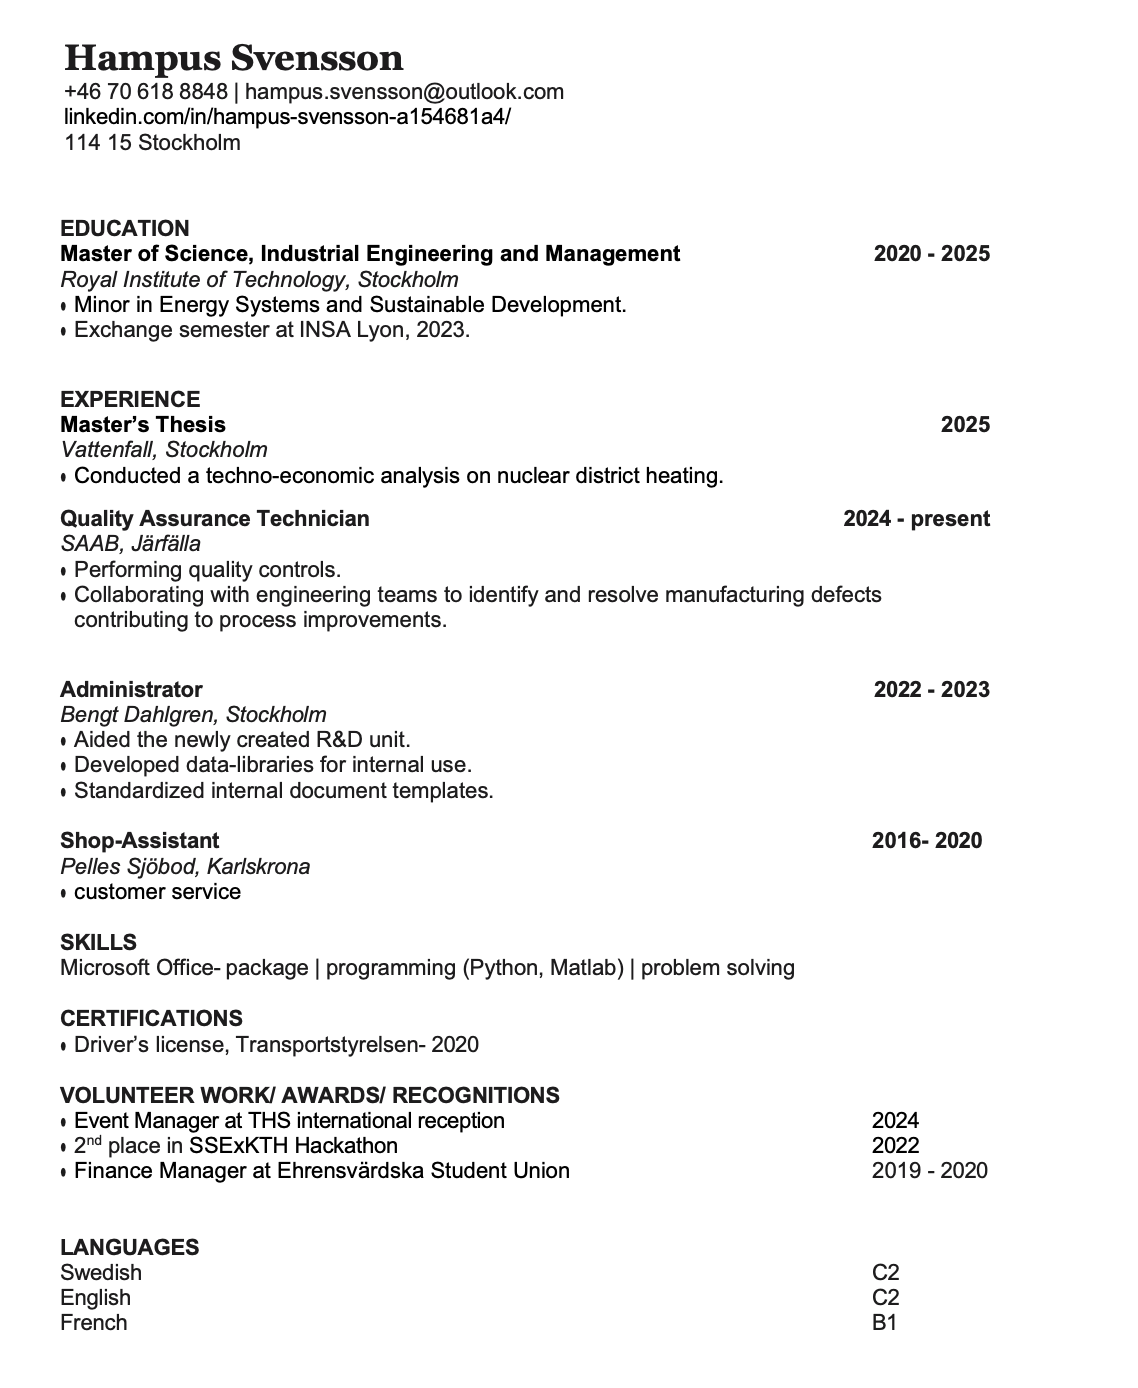 Hampus Svensson
+46 70 618 8848 | hampus.svensson@outlook.com
linkedin.com/in/hampus-svensson-a154681a4/
114 15 Stockholm
EDUCATION
Master of Science, Industrial Engineering and Management 2020 - 2025
Royal Institute of Technology, Stockholm
• Minor in Energy Systems and Sustainable Development.
• Exchange semester at INSA Lyon, 2023.
EXPERIENCE
Master’s Thesis 2025
Vattenfall, Stockholm
• Conducted a techno-economic analysis on nuclear district heating.
Quality Assurance Technician 2024 - present
SAAB, Järfälla
• Performing quality controls.
• Collaborating with engineering teams to identify and resolve manufacturing defects
contributing to process improvements.
Administrator 2022 - 2023
Bengt Dahlgren, Stockholm
• Aided the newly created R&D unit.
• Developed data-libraries for internal use.
• Standardized internal document templates.
Shop-Assistant 2016- 2020
Pelles Sjöbod, Karlskrona
• customer service
SKILLS
Microsoft Office- package | programming (Python, Matlab) | problem solving
CERTIFICATIONS
• Driver’s license, Transportstyrelsen- 2020
VOLUNTEER WORK/ AWARDS/ RECOGNITIONS
• Event Manager at THS international reception 2024
• 2nd place in SSExKTH Hackathon 2022
• Finance Manager at Ehrensvärdska Student Union 2019 - 2020
LANGUAGES
Swedish C2
English C2
French B1